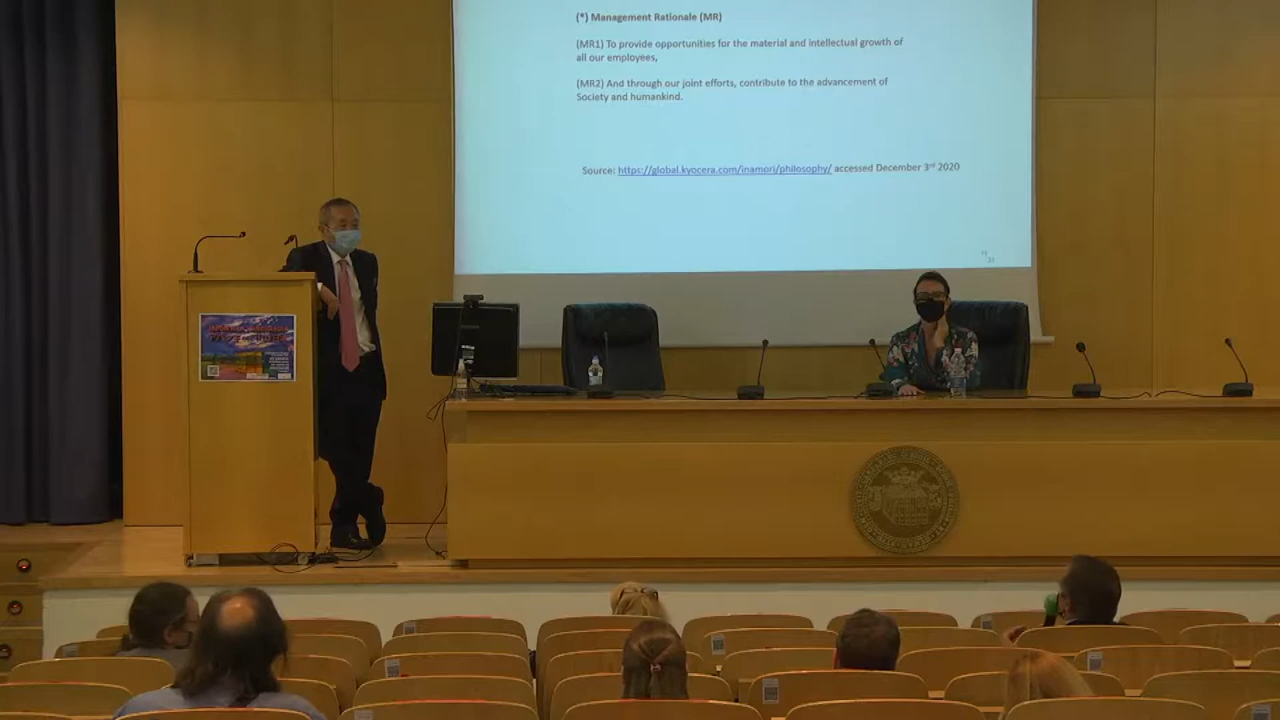 (*) Management Rationale (MR)
(MR1) To provide opportunities for the material and intellectual growth of
all our employees,
(MR2) And through our joint efforts, contribute to the advancement of
Society and humankind.
Source: https://global.kyocera.com/inamori/philosophy/ accessed December 3rd 2020